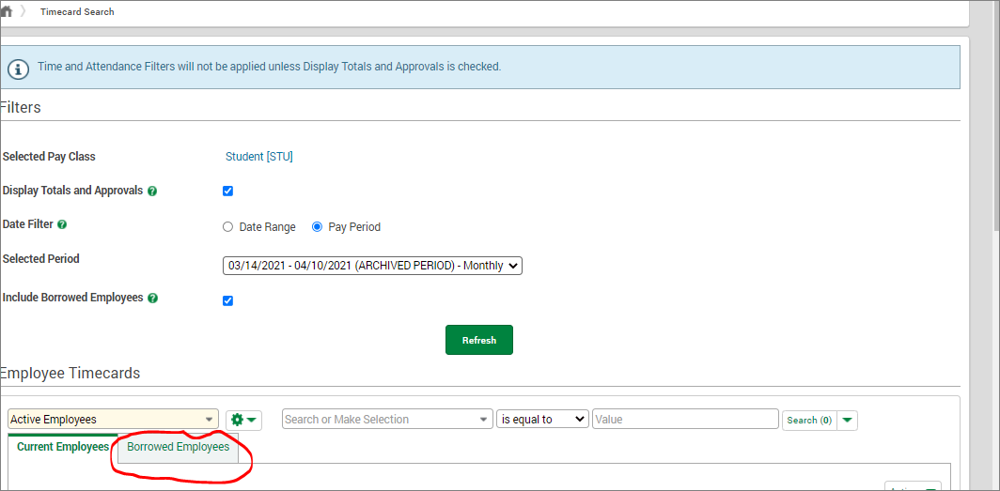 Timecard Search
Time and Attendance Filters will not be applied unless Display Totals and Approvals is checked.
Filters
Selected Pay Class Student [STU]
Display Totals and Approvals ?
Date Filter ? Date Range Pay Period
Selected Period 03/14/2021 - 04/10/2021 (ARCHIVED PERIOD) - Monthly
Include Borrowed Employees ?
Refresh
Employee Timecards
Active Employees Search or Make Selection is equal to Value Search (0)
Current Employees Borrowed Employees